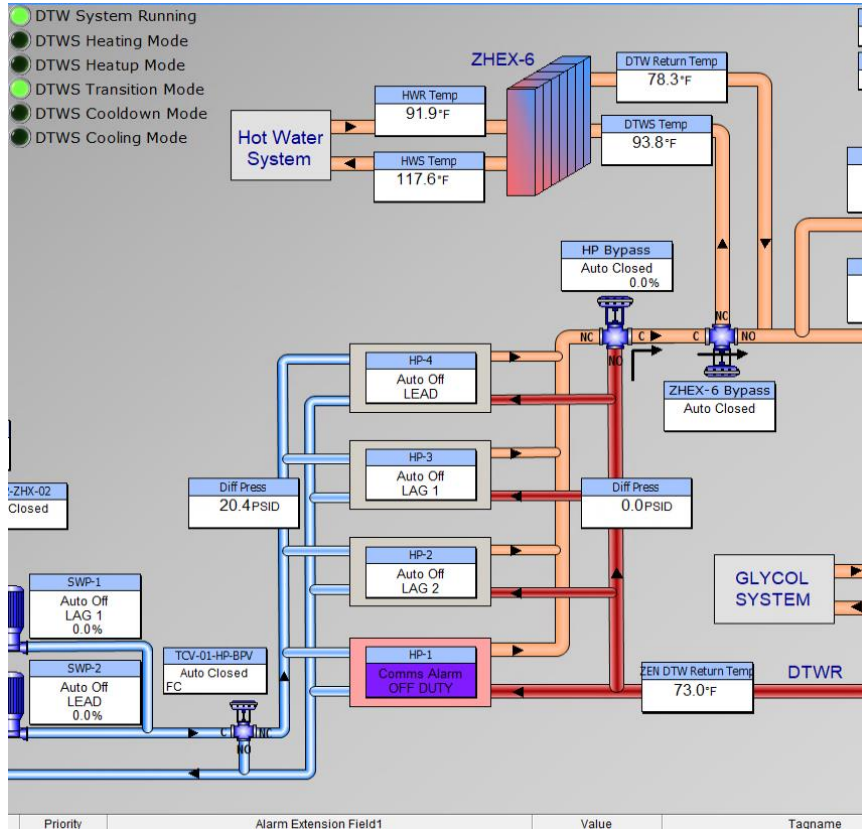 DTW System Running
DTWS Heating Mode
DTWS Heatup Mode
DTWS Transition Mode
DTWS Cooldown Mode
DTWS Cooling Mode
ZHEX-6
DTW Return Temp
78.3°F
HWR Temp
91.9°F
DTWS Temp
93.8°F
Hot Water
System
HWS Temp
117.6°F
HP Bypass
Auto Closed
0.0%
NC
NC
C
C
NO
NO
ZHEX-6 Bypass
Auto Closed
HP-4
Auto Off
LEAD
HP-3
Auto Off
LAG 1
2-ZHX-02
Closed
Diff Press
20.4PSID
Diff Press
0.0PSID
HP-2
Auto Off
LAG 2
GLYCOL
SYSTEM
SWP-1
Auto Off
LAG 1
0.0%
HP-1
Comms Alarm
OFF DUTY
TCV-01-HP-BPV
Auto Closed
FC
ZEN DTW Return Temp
73.0°F
DTWR
SWP-2
Auto Off
LEAD
0.0%
C
NC
NO
Priority
Alarm Extension Field1
Value
Tagname